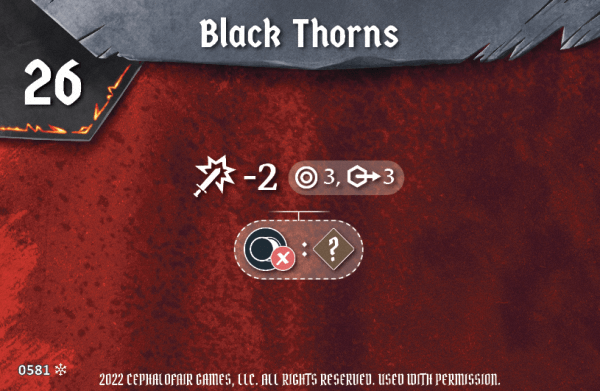 Black Thorns
26
-2 3, 3
: ?
0581
2022 CEPHALOFAIR GAMES, LLC. ALL RIGHTS RESERVED. USED WITH PERMISSION.